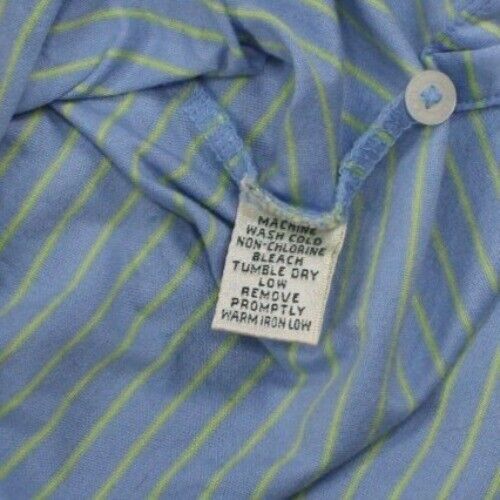 MACHINE
WASH COLD
NON-CHLORINE
BLEACH
TUMBLE DRY
LOW
REMOVE
PROMPTLY
WARM IRON LOW